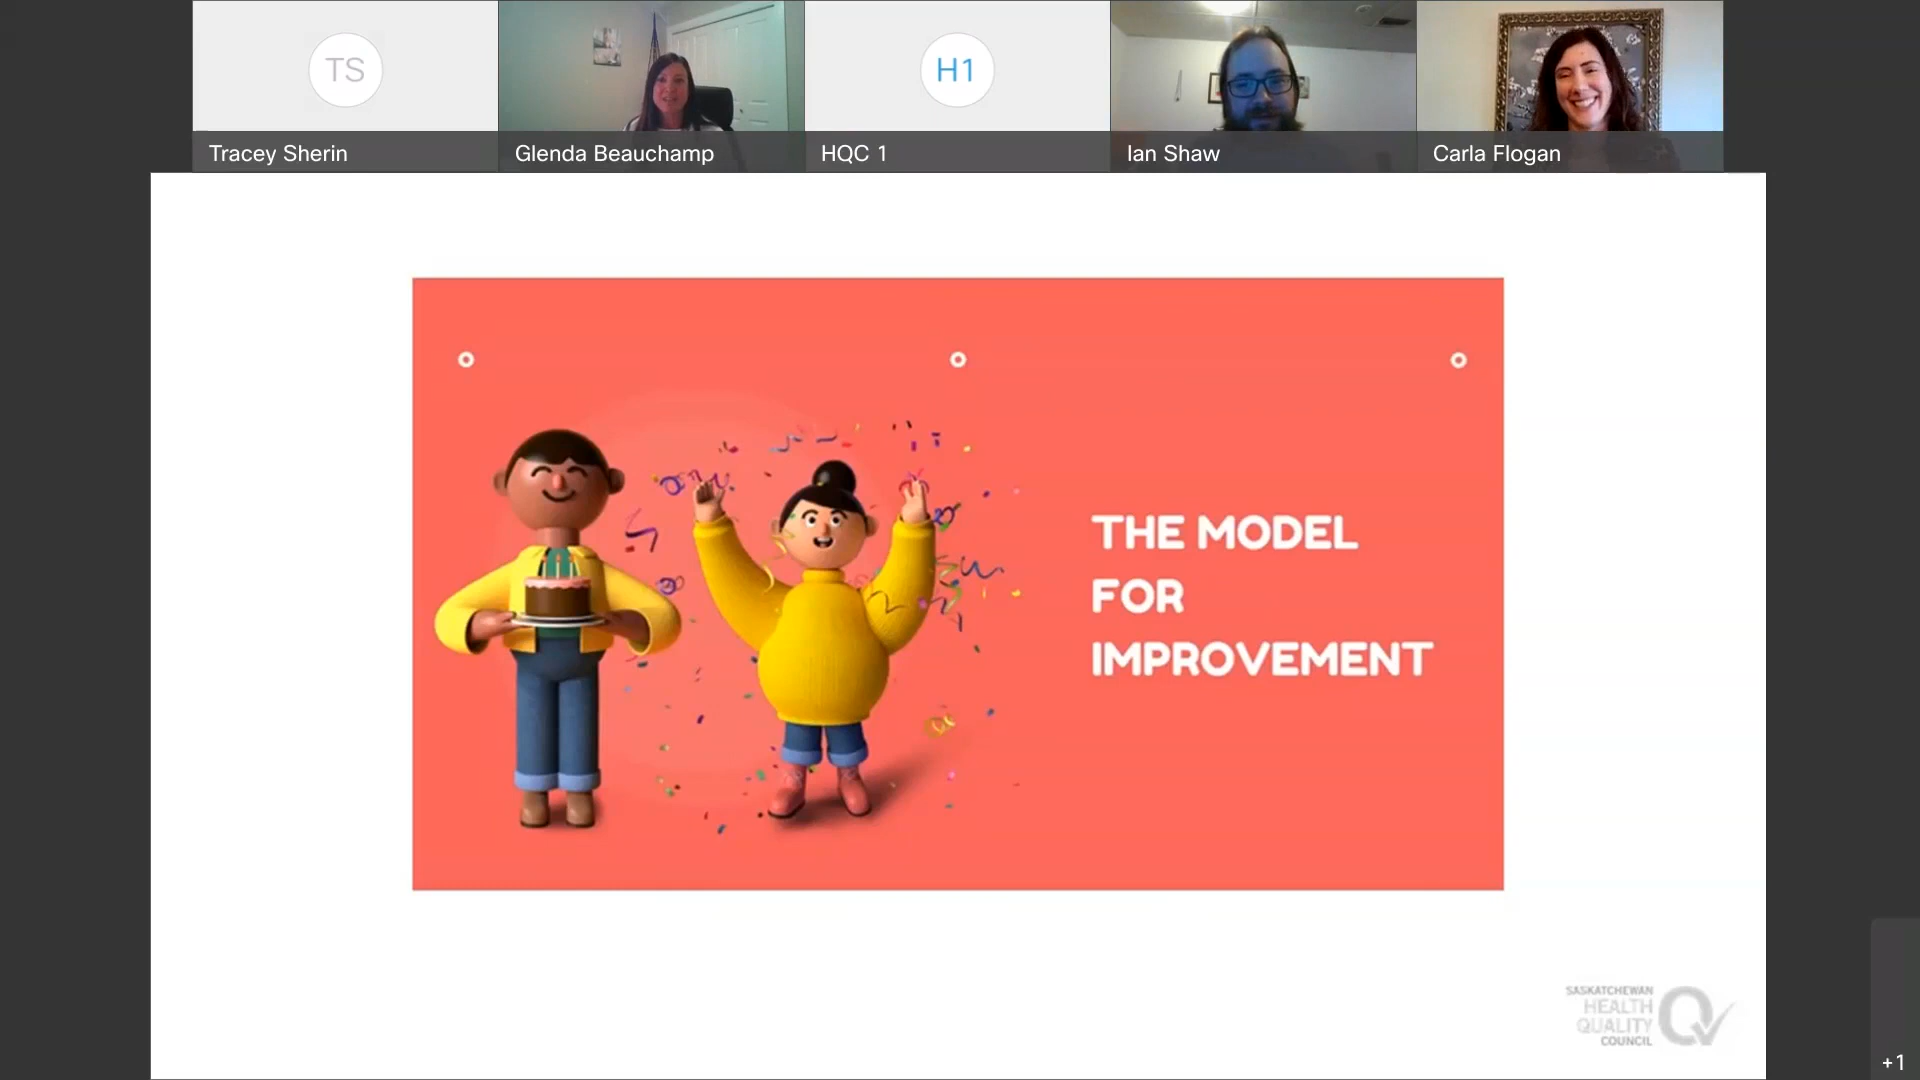 TS
H1
Tracey Sherin
Glenda Beauchamp
HQC 1
Ian Shaw
Carla Flogan
THE MODEL
FOR
IMPROVEMENT
SASKATCHEWAN
HEALTH
QUALITY
COUNCIL
+1